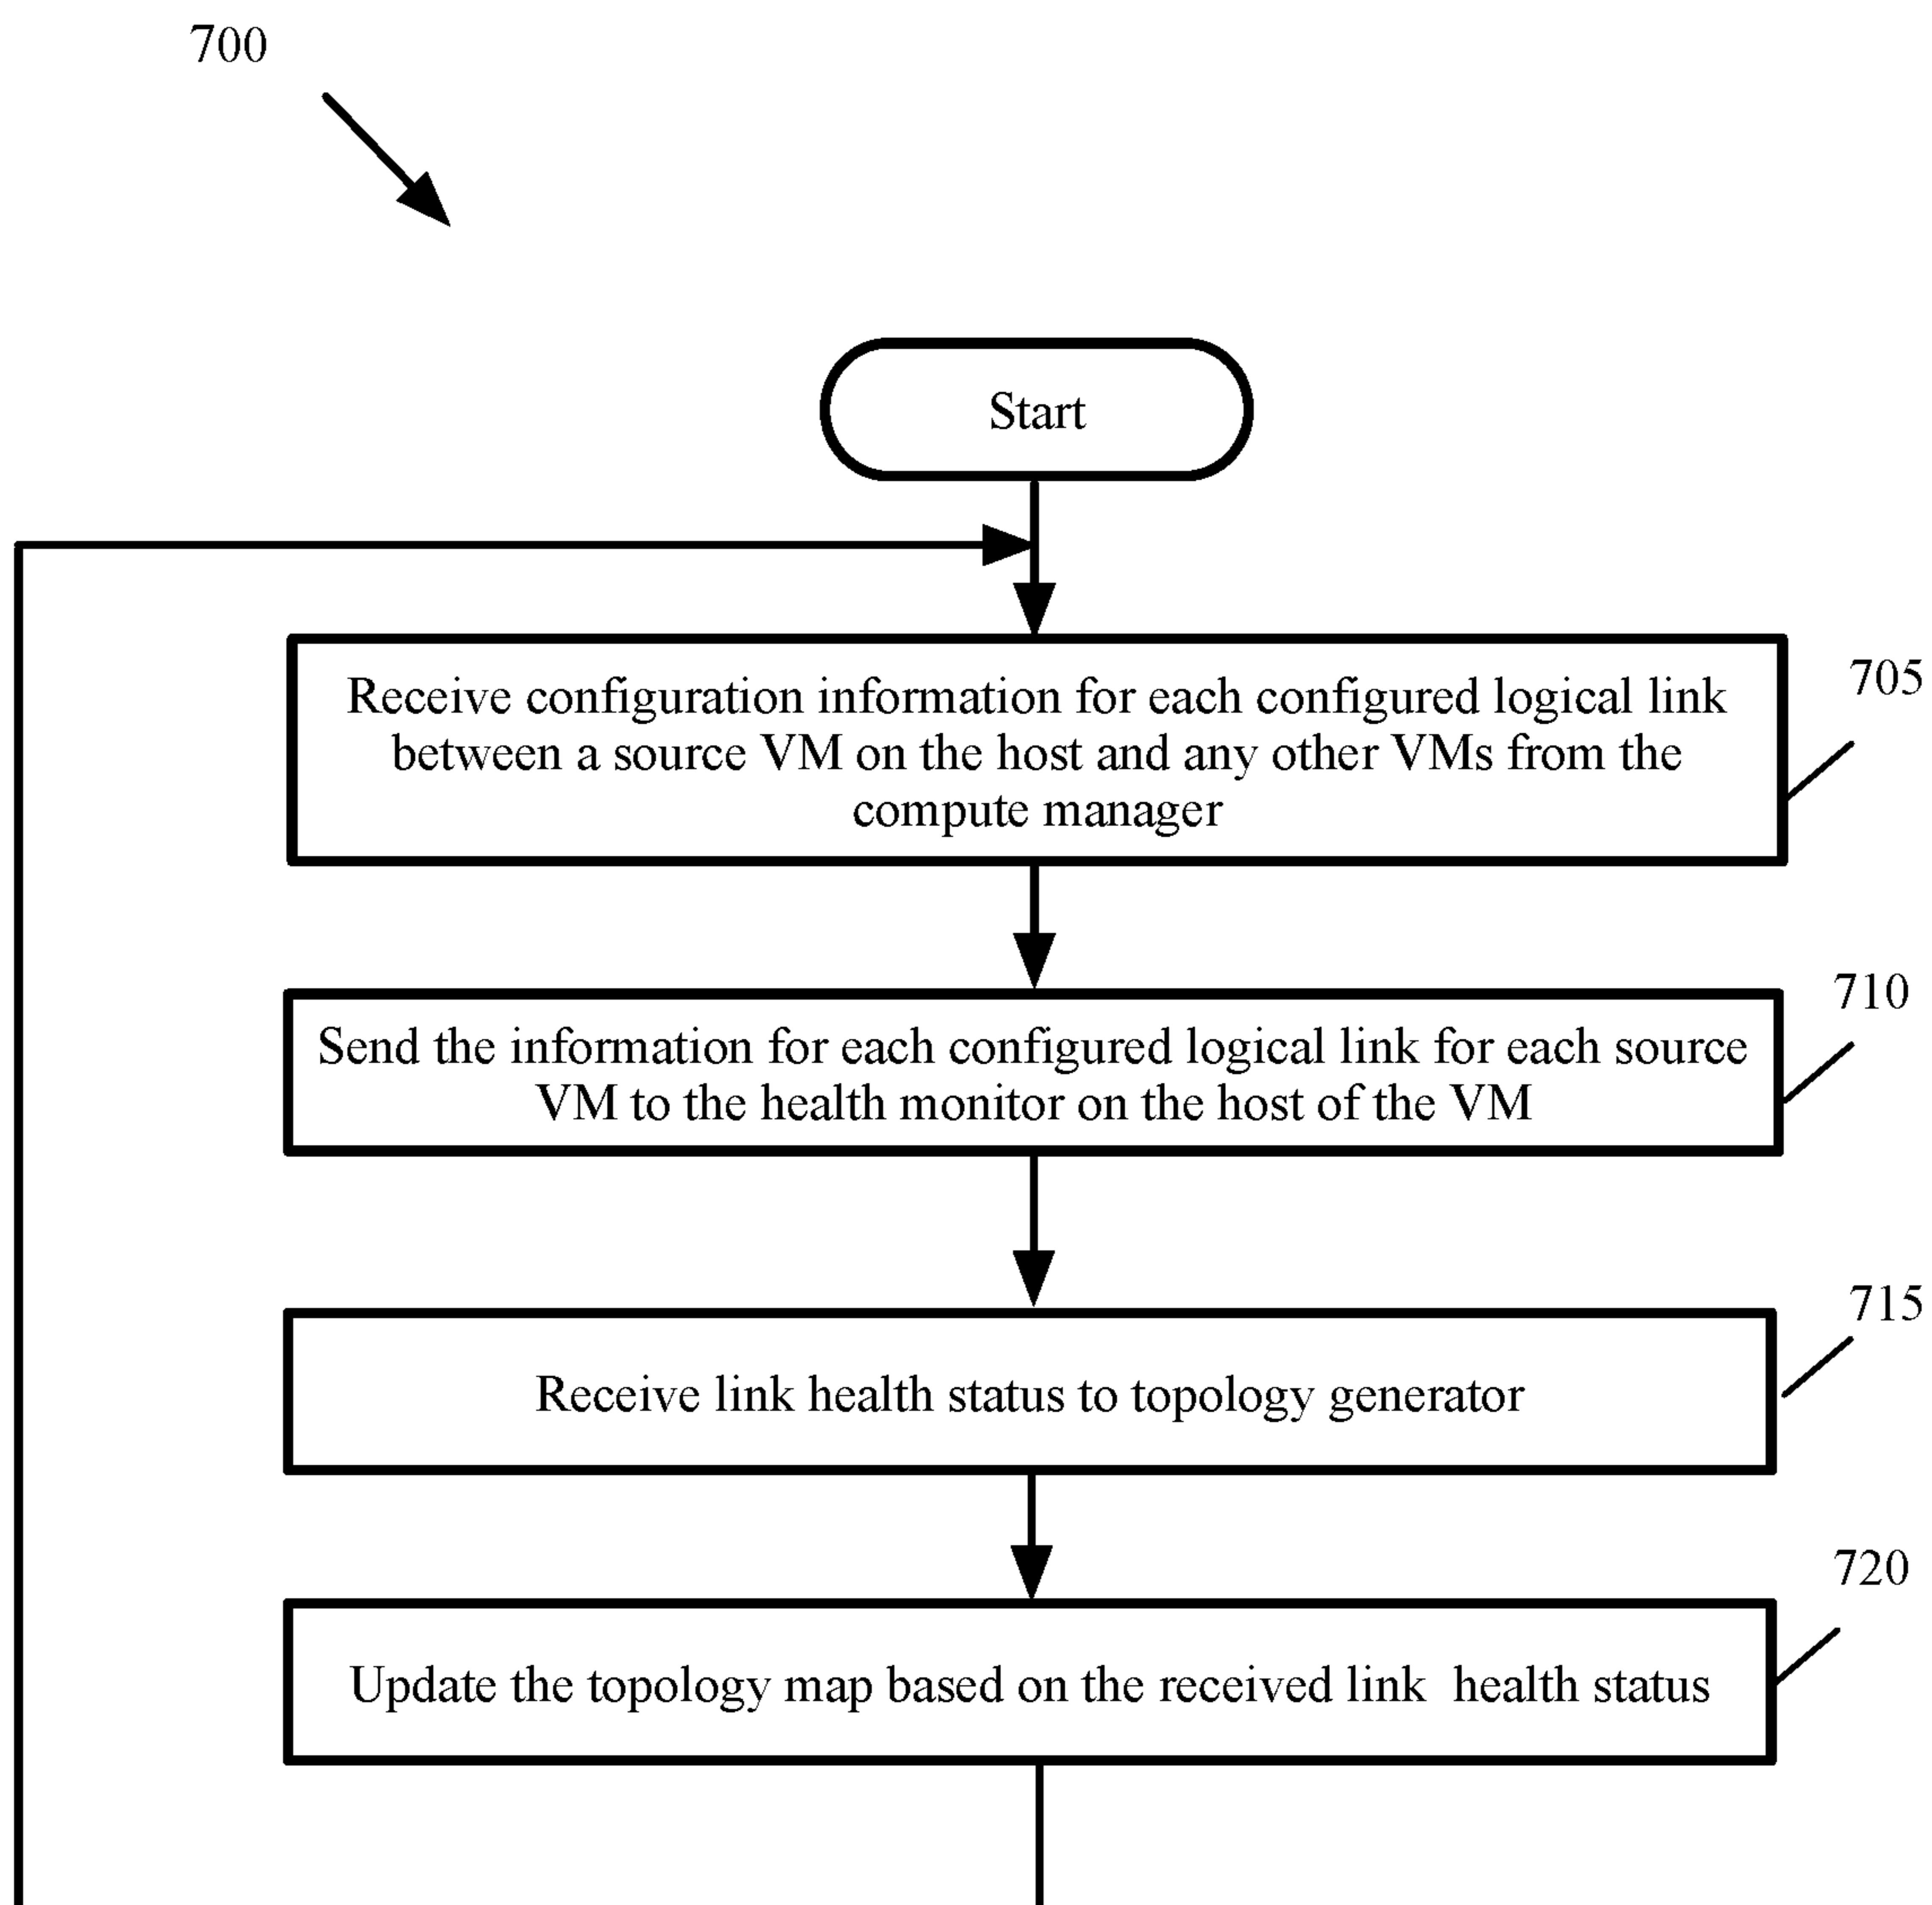 700
Start
Receive configuration information for each configured logical link
between a source VM on the host and any other VMs from the
compute manager
705
Send the information for each configured logical link for each source
VM to the health monitor on the host of the VM
710
Receive link health status to topology generator
715
Update the topology map based on the received link health status
720